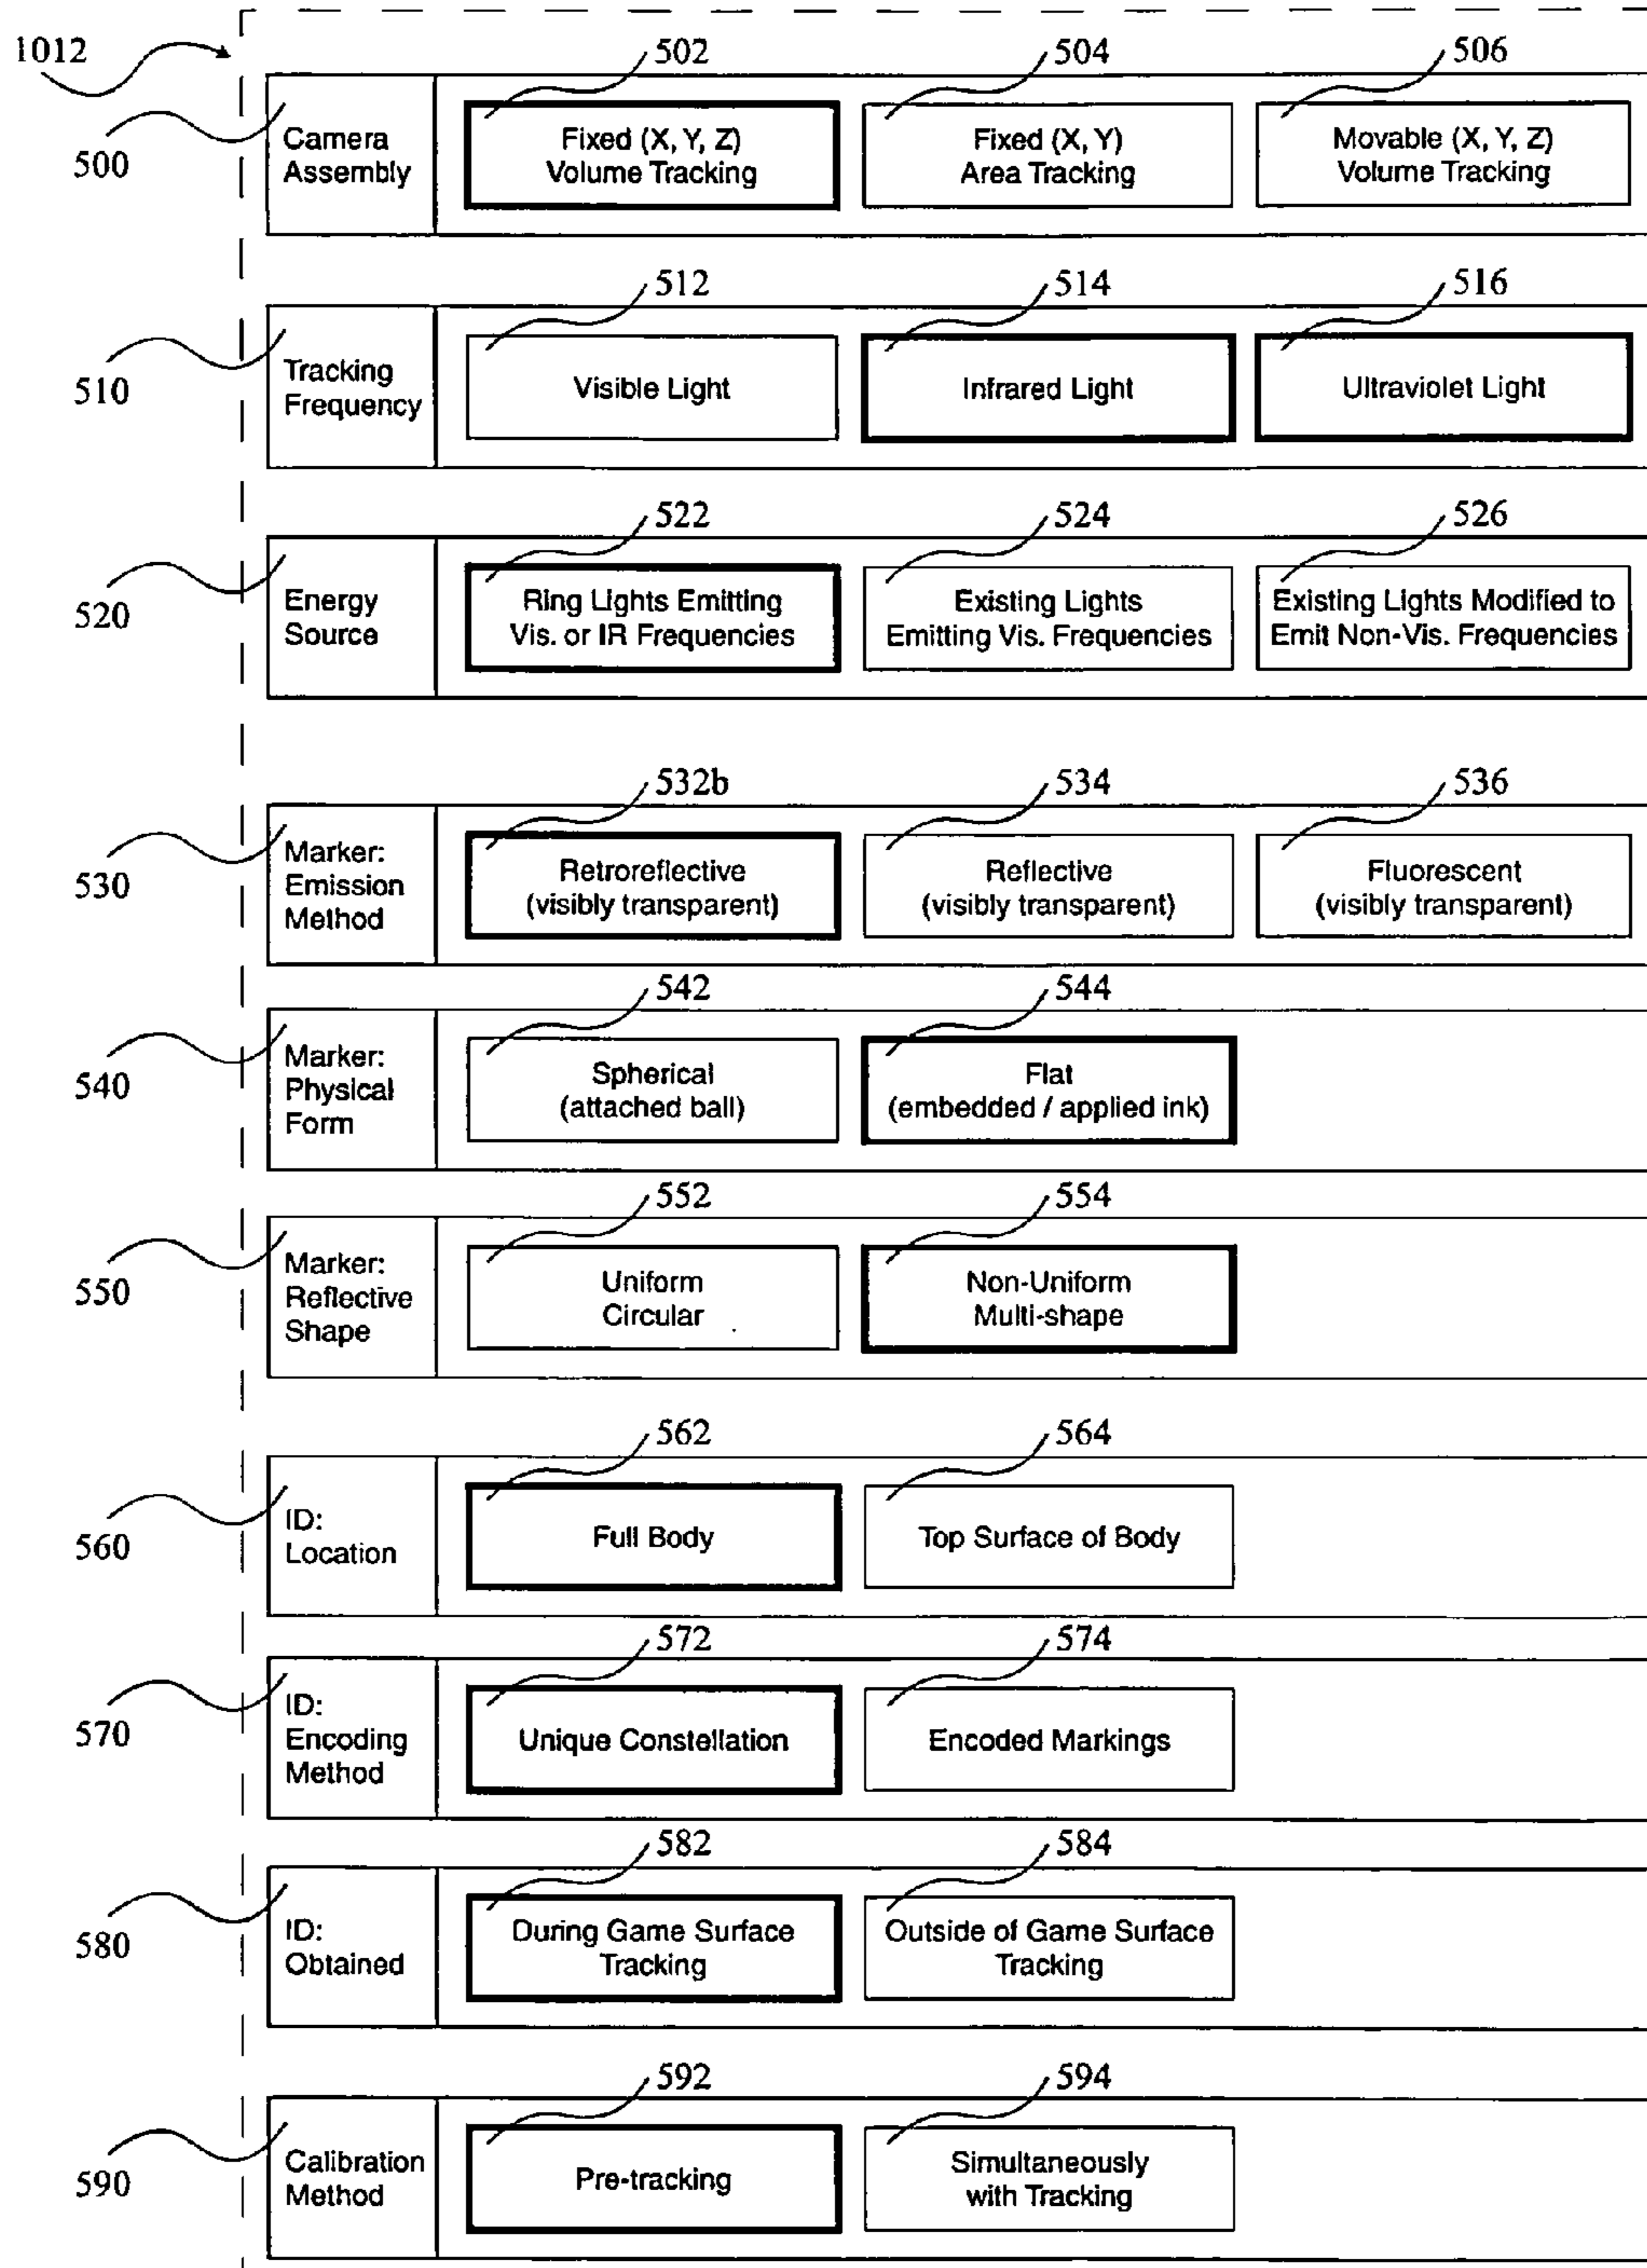 1012
502
504
506
500
Camera
Assembly
Fixed (X, Y, Z)
Volume Tracking
Fixed (X, Y)
Area Tracking
Movable (X, Y, Z)
Volume Tracking
512
514
516
510
Tracking
Frequency
Visible Light
Infrared Light
Ultraviolet Light
522
524
526
520
Energy
Source
Ring Lights Emitting
Vis. or IR Frequencies
Existing Lights
Emitting Vis. Frequencies
Existing Lights Modified to
Emit Non-Vis. Frequencies
532b
534
536
530
Marker:
Emission
Method
Retroreflective
(visibly transparent)
Reflective
(visibly transparent)
Fluorescent
(visibly transparent)
542
544
540
Marker:
Physical
Form
Spherical
(attached ball)
Flat
(embedded / applied ink)
552
554
550
Marker:
Reflective
Shape
Uniform
Circular
Non-Uniform
Multi-shape
562
564
560
ID:
Location
Full Body
Top Surface of Body
572
574
570
ID:
Encoding
Method
Unique Constellation
Encoded Markings
582
584
580
ID:
Obtained
During Game Surface
Tracking
Outside of Game Surface
Tracking
592
594
590
Calibration
Method
Pre-tracking
Simultaneously
with Tracking